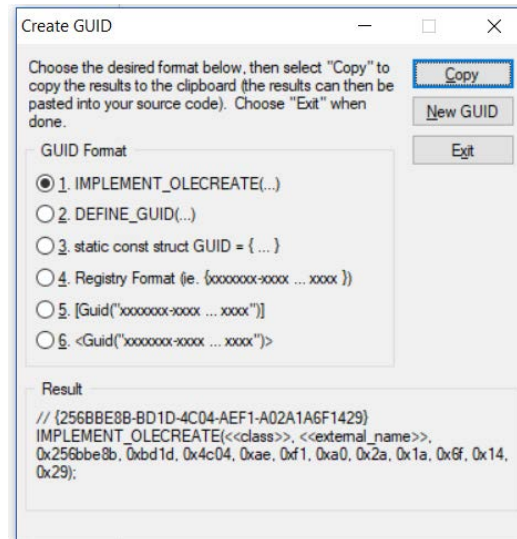 Create GUID
Choose the desired format below, then select "Copy" to
copy the results to the clipboard (the results can then be
pasted into your source code). Choose "Exit" when
done.
Copy
New GUID
Exit
GUID Format
1. IMPLEMENT_OLECREATE(...)
2. DEFINE_GUID(...)
3. static const struct GUID = { ... }
4. Registry Format (ie. {xxxxxxx-xxxx ... xxxx })
5. [Guid("xxxxxxx-xxxx ... xxxx")]
6. <Guid("xxxxxxx-xxxx ... xxxx")>
Result
// {256BBE8B-BD1D-4C04-AEF1-A02A1A6F1429}
IMPLEMENT_OLECREATE(<<class>>, <<external_name>>,
0x256bbe8b, 0xbd1d, 0x4c04, 0xae, 0xf1, 0xa0, 0x2a, 0x1a, 0x6f, 0x14,
0x29);